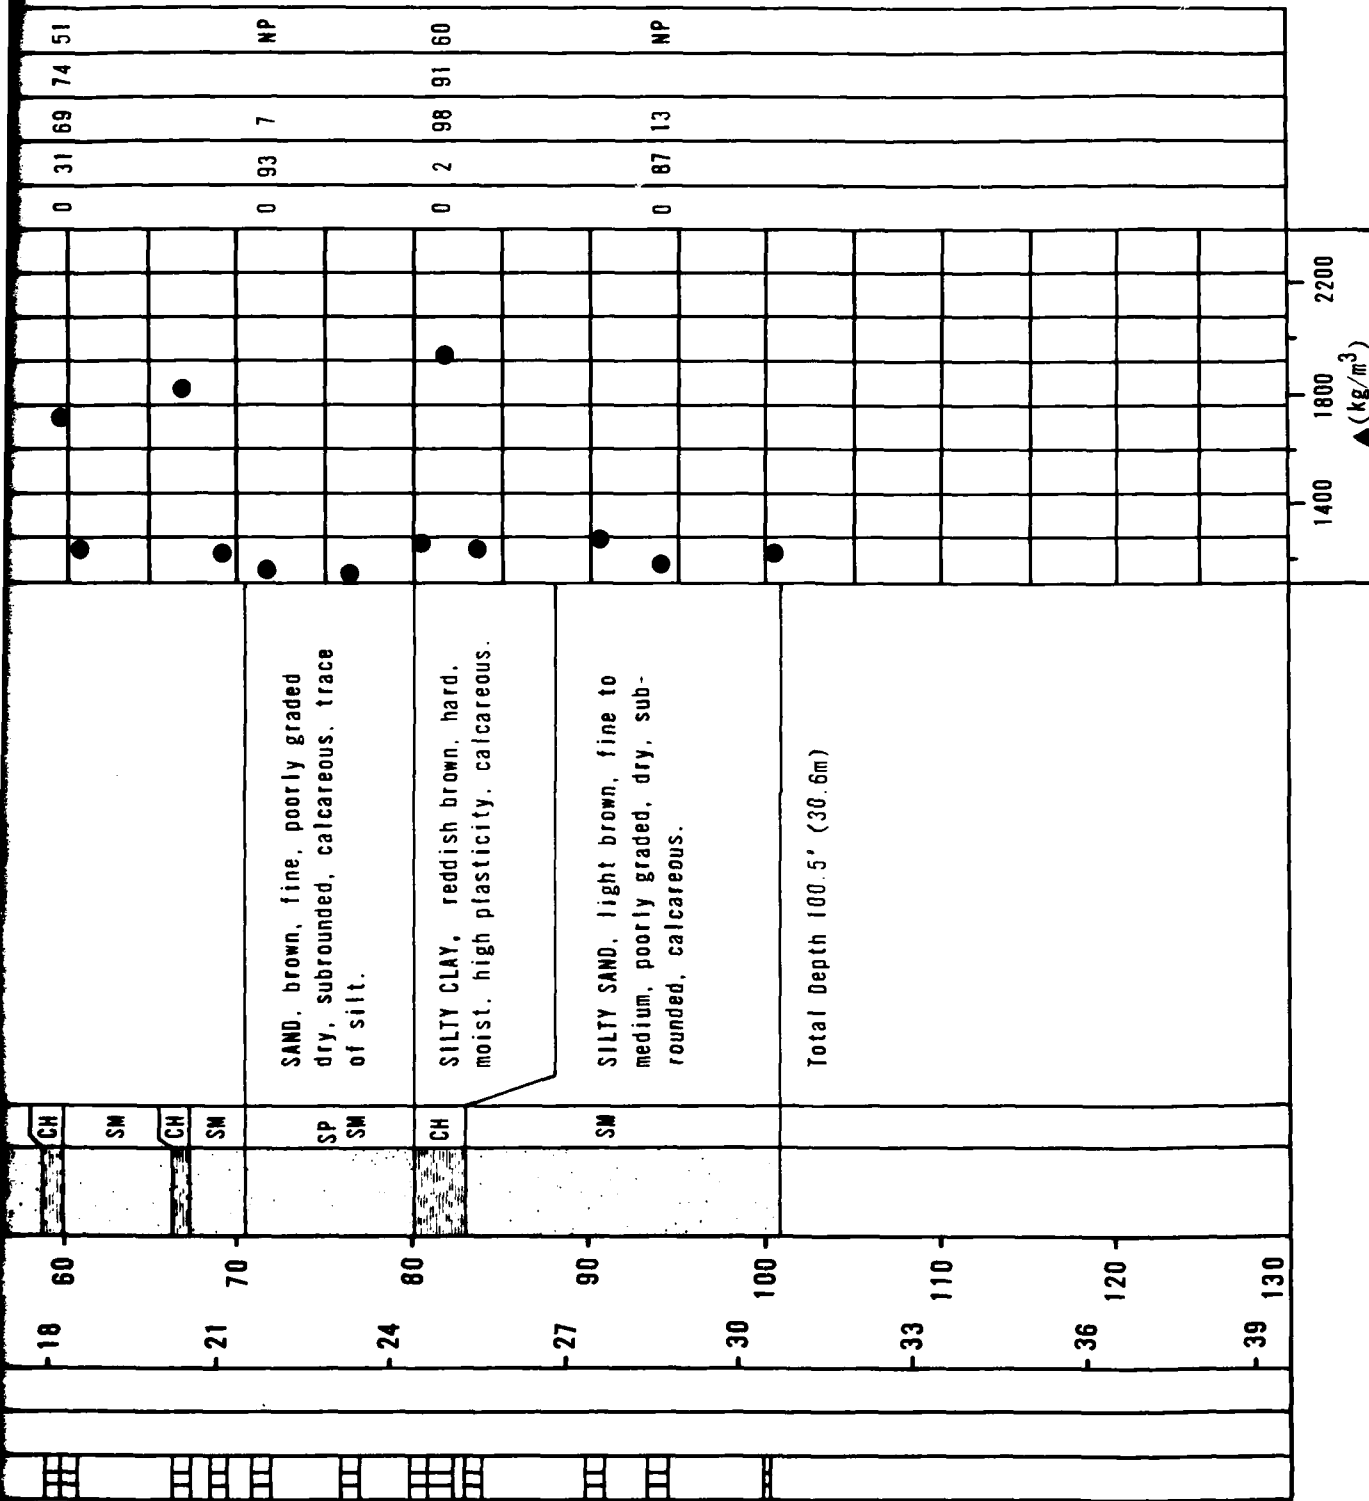 18
21
24
27
30
33
36
39
60
70
80
90
100
110
120
130
CH
SM
CH
SM
SP
SM
CH
SM
SAND, brown, fine, poorly graded
dry, subrounded, calcareous, trace
of silt.
SILTY CLAY, reddish brown, hard,
moist, high plasticity, calcareous.
SILTY SAND, light brown, fine to
medium, poorly graded, dry, sub-
rounded, calcareous.
Total Depth 100.5' (30.6m)
1400 1800 2200
▲(kg/m³)
0 31 69 74 51
0 93 7 NP
0 2 98 91 60
0 87 13 NP